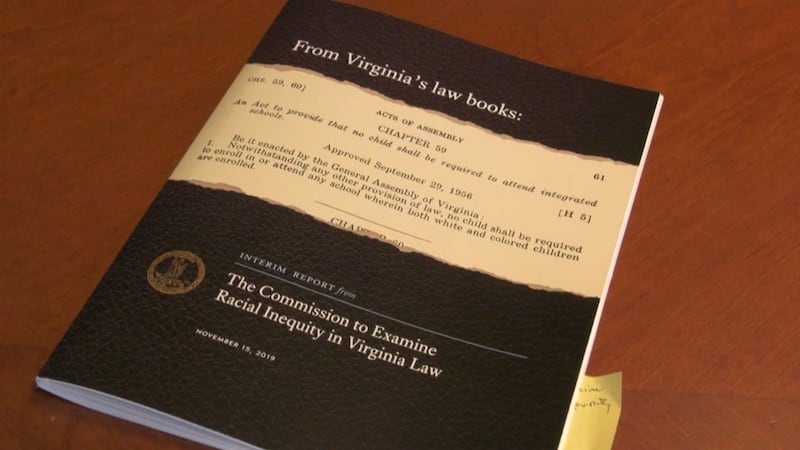 From Virginia's law books:
CHS. 59, 60]
ACTS OF ASSEMBLY
61
CHAPTER 59
An Act to provide that no child shall be required to attend integrated
schools.
[H 5]
Approved September 29, 1956
Be it enacted by the General Assembly of Virginia:
1. Notwithstanding any other provision of law, no child shall be required
to enroll in or attend any school wherein both white and colored children
are enrolled.
CHAPTER 60
INTERIM REPORT from
The Commission to Examine
Racial Inequity in Virginia Law
NOVEMBER 15, 2019